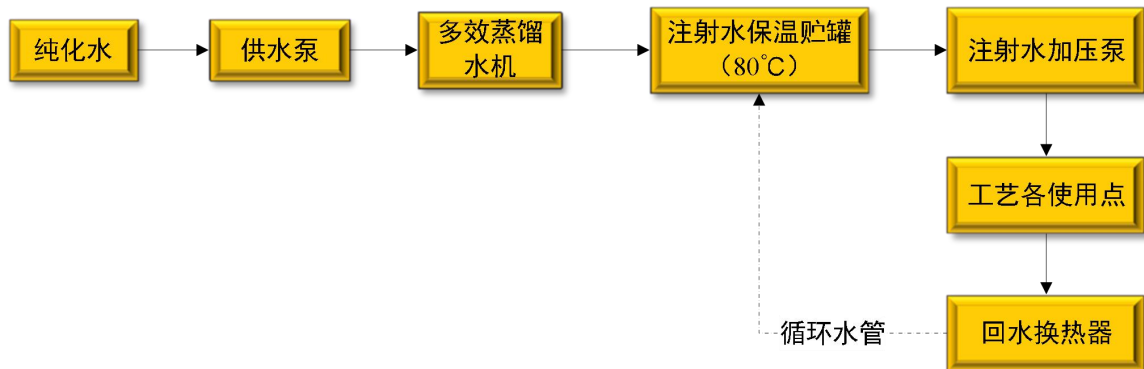 纯化水
供水泵
多效蒸馏
水机
注射水保温贮罐
（80℃）
注射水加压泵
工艺各使用点
循环水管
回水换热器